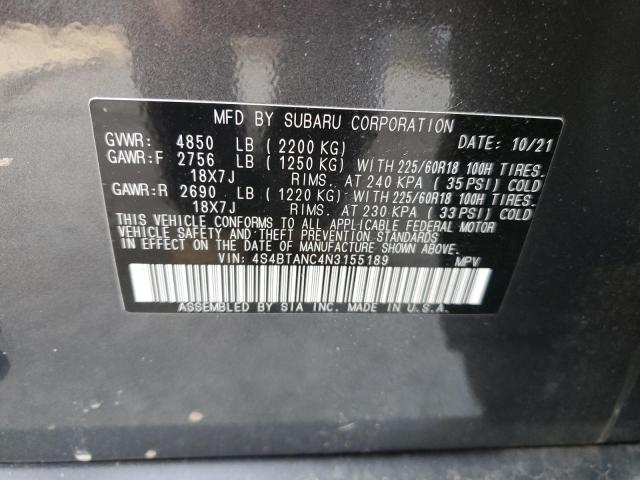 MFD BY SUBARU CORPORATION
GVWR: 4850 LB (2200 KG) DATE: 10/21
GAWR:F 2756 LB (1250 KG) WITH 225/60R18 100H TIRES.
18X7J RIMS. AT 240 KPA (35 PSI) COLD
GAWR:R 2690 LB (1220 KG) WITH 225/60R18 100H TIRES.
18X7J RIMS. AT 230 KPA (33 PSI) COLD
THIS VEHICLE CONFORMS TO ALL APPLICABLE FEDERAL MOTOR
VEHICLE SAFETY AND THEFT PREVENTION STANDARDS
IN EFFECT ON THE DATE OF MANUFACTURE SHOWN ABOVE.
VIN: 4S4BTANC4N3155189 MPV
ASSEMBLED BY SIA INC. MADE IN U.S.A.